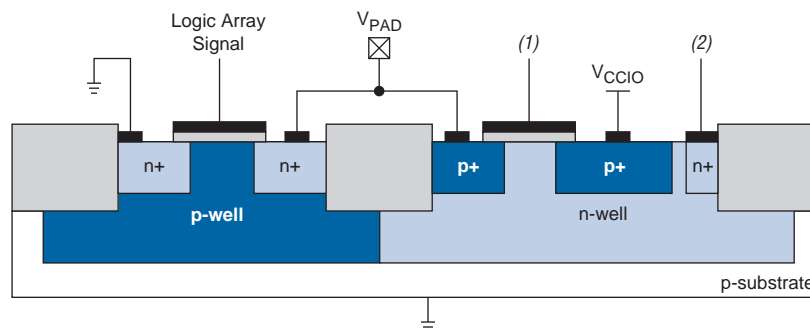 Logic Array
Signal
VPAD
(1)
(2)
VCCIO
n+
n+
p+
p+
n+
p-well
n-well
p-substrate